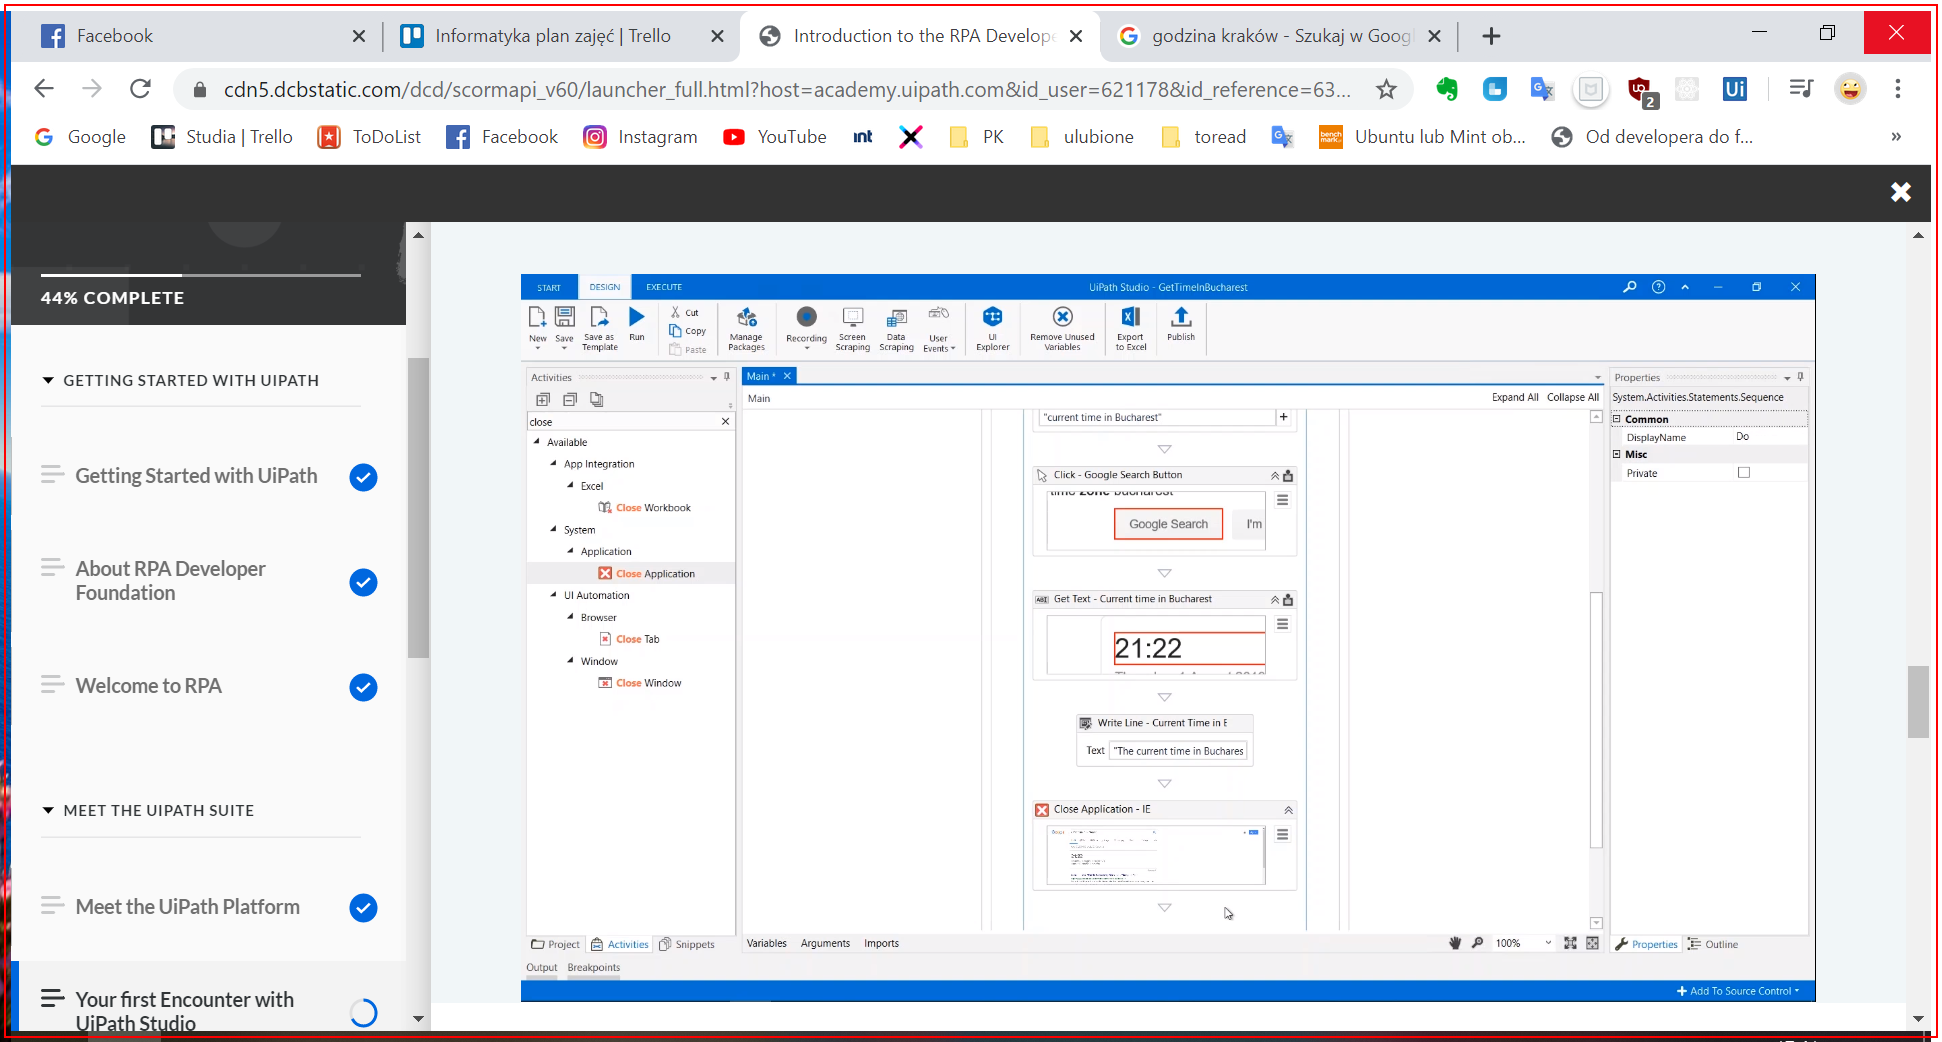 Facebook
Informatyka plan zajęć | Trello
Introduction to the RPA Develope
godzina kraków - Szukaj w Goog
cdn5.dcbstatic.com/dcd/scormapi_v60/launcher_full.html?host=academy.uipath.com&id_user=621178&id_reference=63...
2
Ui
Google
Studia | Trello
ToDoList
Facebook
Instagram
YouTube
int
PK
ulubione
toread
bench mark.
Ubuntu lub Mint ob...
Od developera do f...
»
44% COMPLETE
GETTING STARTED WITH UIPATH
Getting Started with UiPath
About RPA Developer
Foundation
Welcome to RPA
MEET THE UIPATH SUITE
Meet the UiPath Platform
Your first Encounter with
UiPath Studio
START
DESIGN
EXECUTE
UiPath Studio - GetTimeInBucharest
New
Save
Save as
Template
Run
Cut
Copy
Paste
Manage
Packages
Recording
Screen
Scraping
Data
Scraping
User
Events
UI
Explorer
Remove Unused
Variables
Export
to Excel
Publish
Activities
close
Available
App Integration
Excel
Close Workbook
System
Application
Close Application
UI Automation
Browser
Close Tab
Window
Close Window
Project
Activities
Snippets
Output
Breakpoints
Main *
Main
Expand All
Collapse All
"current time in Bucharest"
Click - Google Search Button
time zone bucharest
Google Search
I'm
Get Text - Current time in Bucharest
21:22
Write Line - Current Time in E
Text
"The current time in Buchares
Close Application - IE
Variables
Arguments
Imports
100%
Properties
System.Activities.Statements.Sequence
Common
DisplayName
Do
Misc
Private
Properties
Outline
Add To Source Control